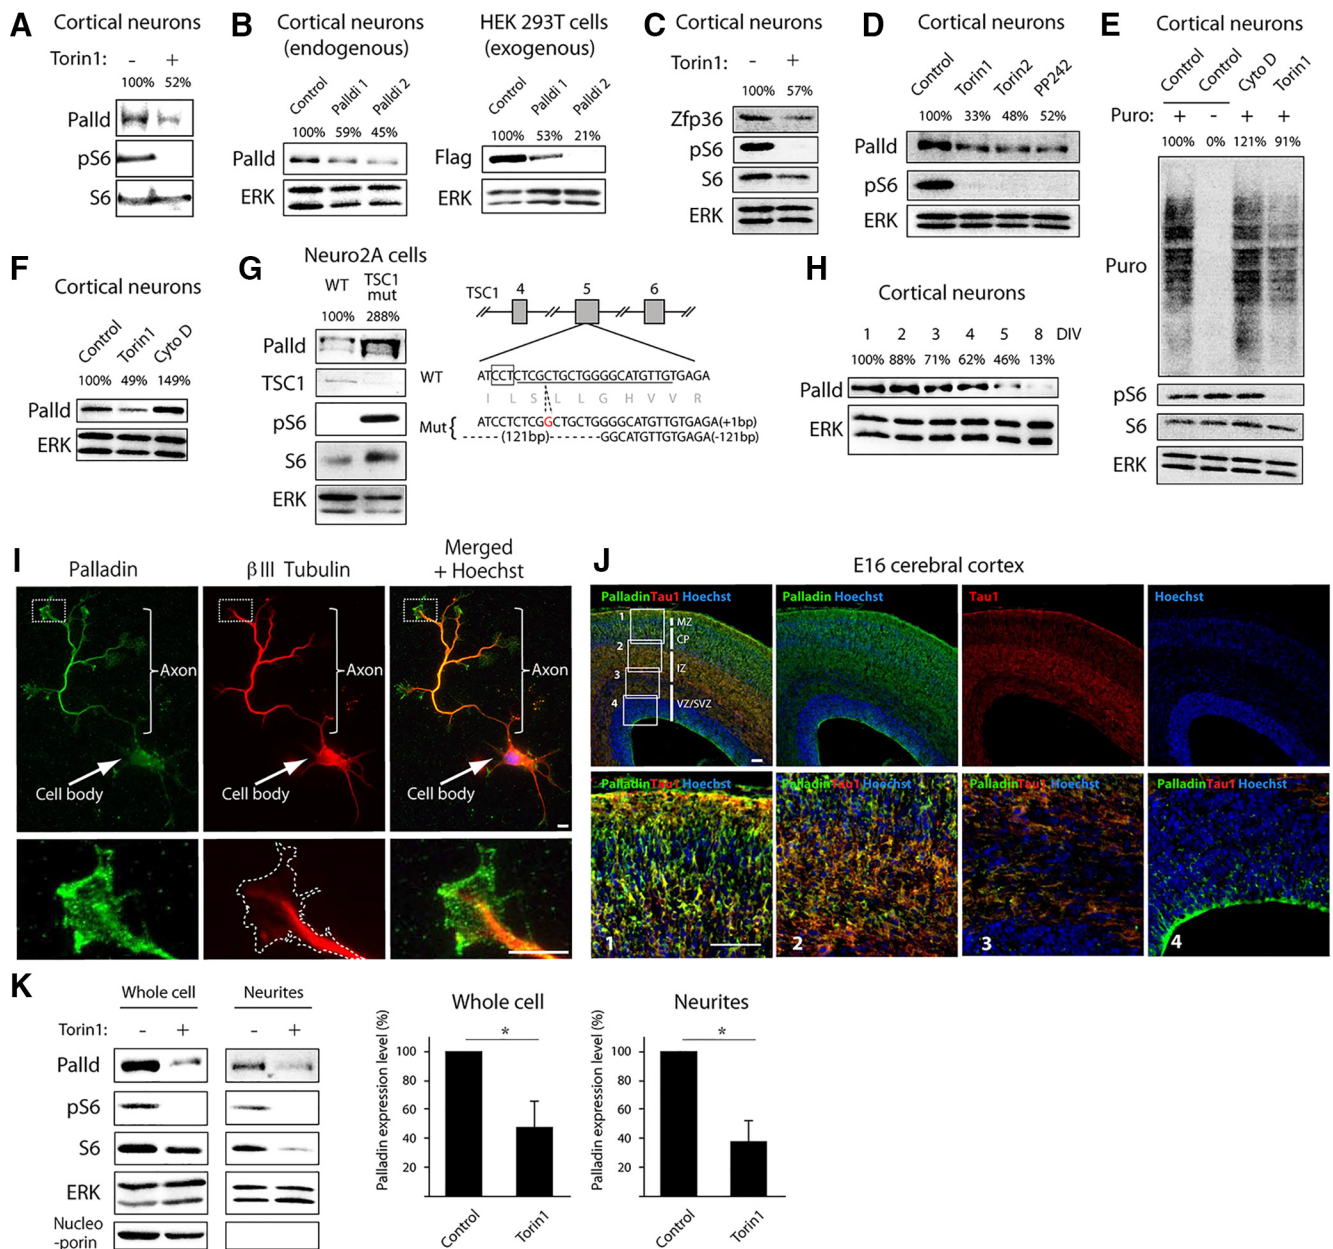 A
Cortical neurons
Torin1: - +
100% 52%
Palld
pS6
S6
B
Cortical neurons
(endogenous)
Control Palldi 1 Palldi 2
100% 59% 45%
Palld
ERK
HEK 293T cells
(exogenous)
Control Palldi 1 Palldi 2
100% 53% 21%
Flag
ERK
C
Cortical neurons
Torin1: - +
100% 57%
Zfp36
pS6
S6
ERK
D
Cortical neurons
Control Torin1 Torin2 PP242
100% 33% 48% 52%
Palld
pS6
ERK
E
Cortical neurons
Control Control Cyto D Torin1
Puro: + - + +
100% 0% 121% 91%
Puro
pS6
S6
ERK
F
Cortical neurons
Control Torin1 Cyto D
100% 49% 149%
Palld
ERK
G
Neuro2A cells
WT TSC1
mut
100% 288%
Palld
TSC1
pS6
S6
ERK
TSC1 4 5 6
WT ATCCTCTCGCTGCTGGGGCATGTTGTGAGA
I L S L L G H V V R
Mut{ ATCCTCTCGGCTGCTGGGGCATGTTGTGAGA(+1bp)
------(121bp)-------GGCATGTTGTGAGA(-121bp)
H
Cortical neurons
1 2 3 4 5 8 DIV
100% 88% 71% 62% 46% 13%
Palld
ERK
I
Palladin
βIII Tubulin
Merged
+ Hoechst
Axon
Axon
Axon
Cell body
Cell body
Cell body
J
E16 cerebral cortex
Palladin Tau1 Hoechst
1
2
3
4
MZ
CP
IZ
VZ/SVZ
Palladin Hoechst
Tau1
Hoechst
Palladin Tau1 Hoechst
1
Palladin Tau1 Hoechst
2
Palladin Tau1 Hoechst
3
Palladin Tau1 Hoechst
4
K
Whole cell Neurites
Torin1: - + - +
Palld
pS6
S6
ERK
Nucleo
-porin
Whole cell
Palladin expression level (%)
100
80
60
40
20
*
Control Torin1
Neurites
Palladin expression level (%)
100
80
60
40
20
*
Control Torin1